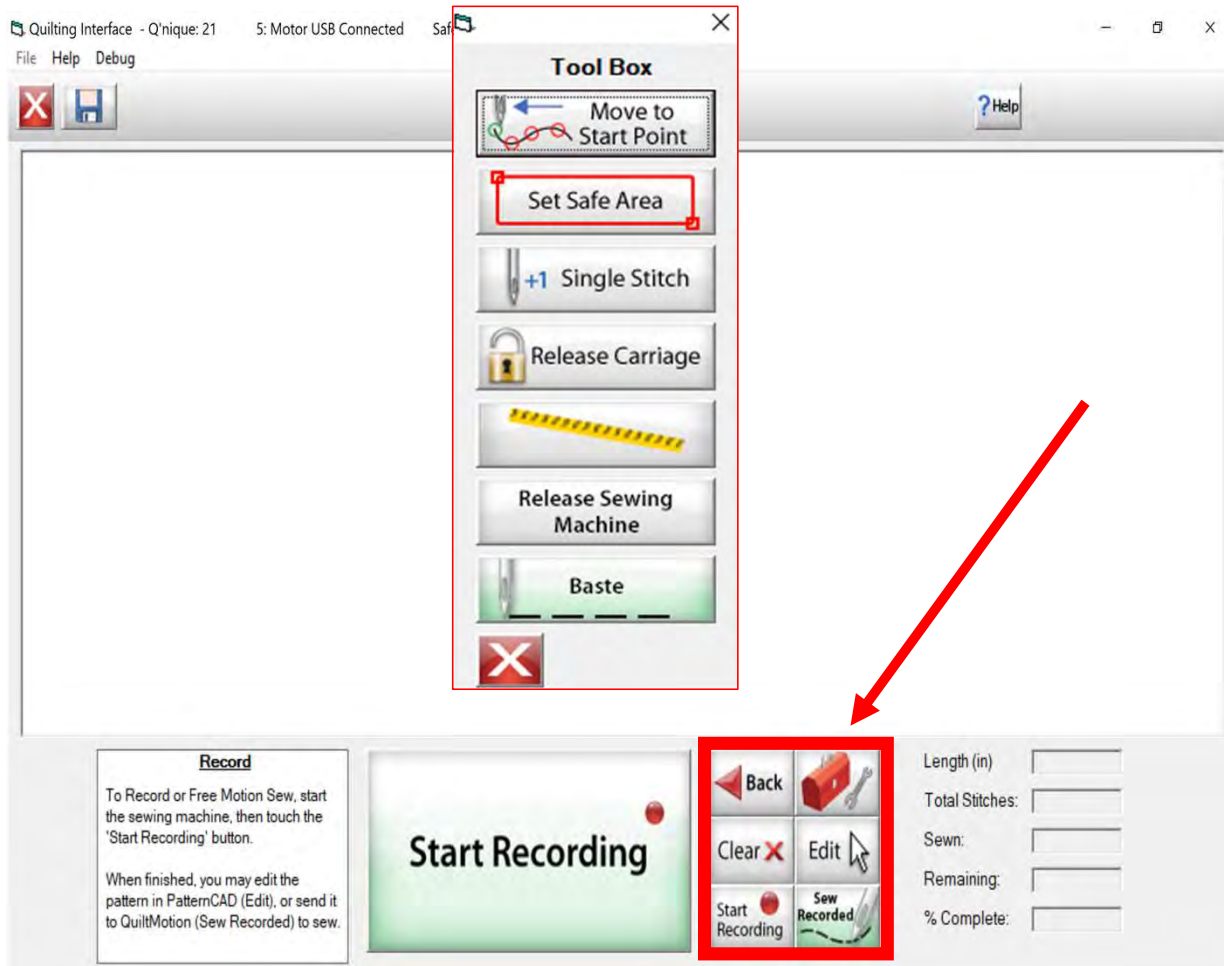 Quilting Interface - Q'nique: 21 5: Motor USB Connected Safe
File Help Debug
?Help
Tool Box
Move to
Start Point
Set Safe Area
+1 Single Stitch
Release Carriage
Release Sewing
Machine
Baste
Record
To Record or Free Motion Sew, start
the sewing machine, then touch the
'Start Recording' button.
When finished, you may edit the
pattern in PatternCAD (Edit), or send it
to QuiltMotion (Sew Recorded) to sew.
Start Recording
Back
Clear
Edit
Start
Recording
Sew
Recorded
Length (in)
Total Stitches:
Sewn:
Remaining:
% Complete: